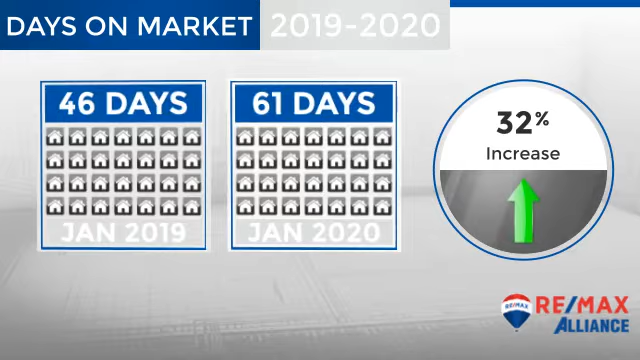 DAYS ON MARKET 2019-2020
46 DAYS
JAN 2019
61 DAYS
JAN 2020
32%
Increase
RE/MAX
RE/MAX
ALLIANCE